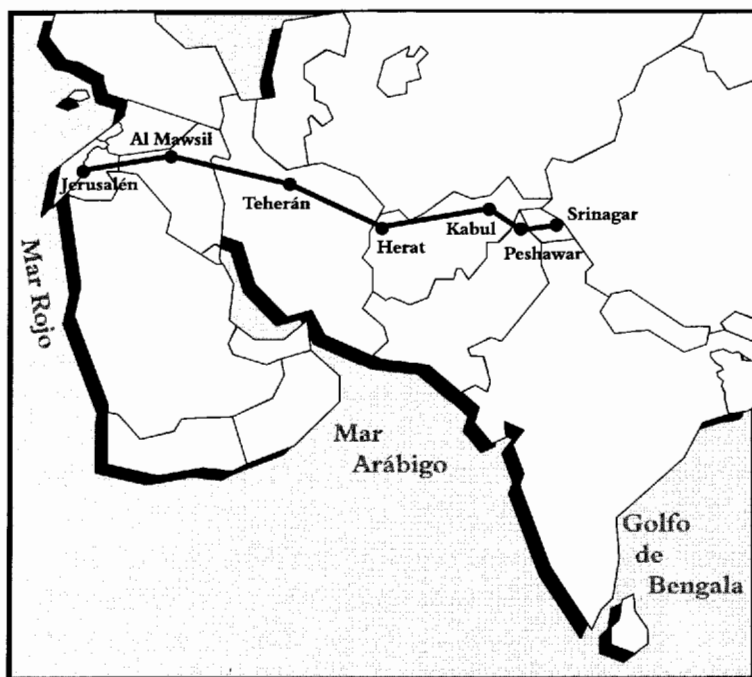 Al Mawsil
Jerusalén
Teherán
Herat
Kabul
Srinagar
Peshawar
Mar Rojo
Mar
Arábigo
Golfo
de
Bengala